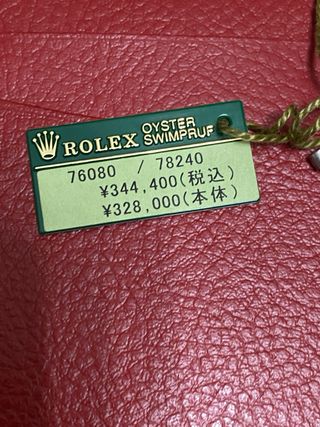 ROLEX OYSTER
SWIMPRUF
76080 / 78240
¥344,400(税込)
¥328,000(本体)